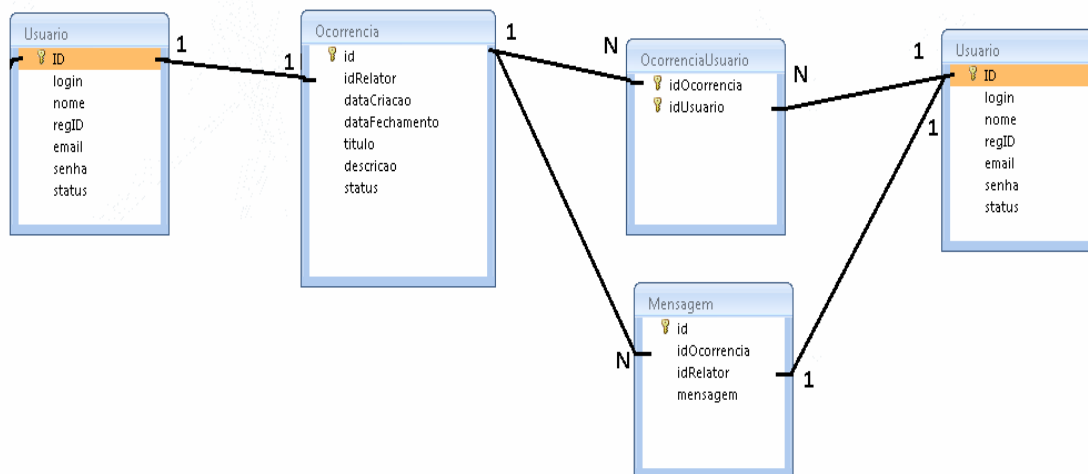 Usuario
ID
login
nome
regID
email
senha
status
1
1
Ocorrencia
id
idRelator
dataCriacao
dataFechamento
titulo
descricao
status
1
N
OcorrenciaUsuario
idOcorrencia
idUsuario
N
1
1
Usuario
ID
login
nome
regID
email
senha
status
Mensagem
id
idOcorrencia
idRelator
mensagem
N
1